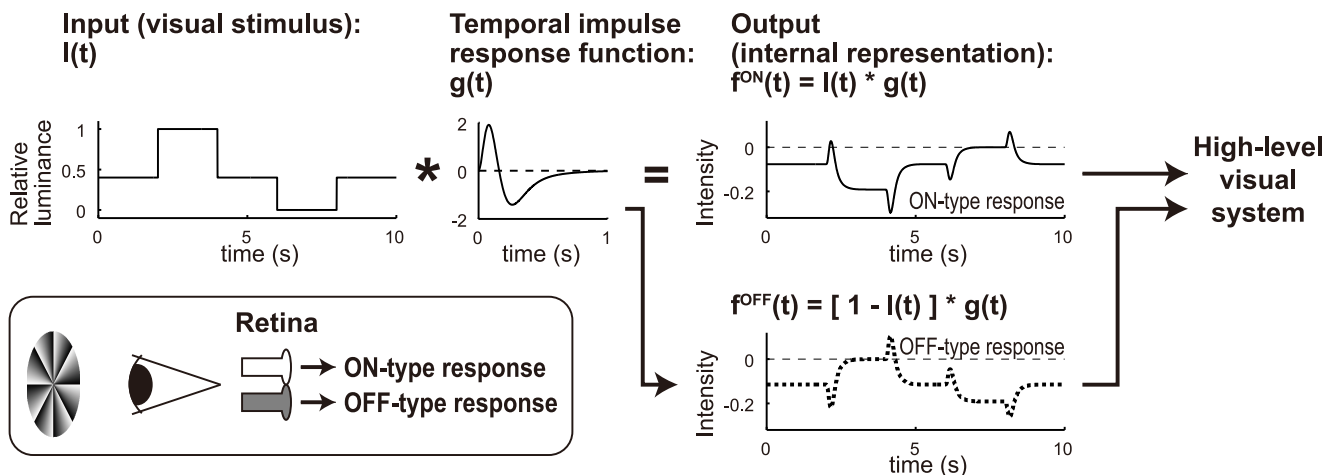 Input (visual stimulus):
I(t)
Temporal impulse
response function:
g(t)
Output
(internal representation):
f^ON(t) = I(t) * g(t)
Relative
luminance
1
0.5
0
0
10
time (s)
*
2
0
-2
0
1
time (s)
=
Intensity
0
-0.2
ON-type response
0
5
10
time (s)
High-level
visual
system
Retina
ON-type response
OFF-type response
f^OFF(t) = [ 1 - I(t) ] * g(t)
Intensity
0
-0.2
OFF-type response
0
5
10
time (s)